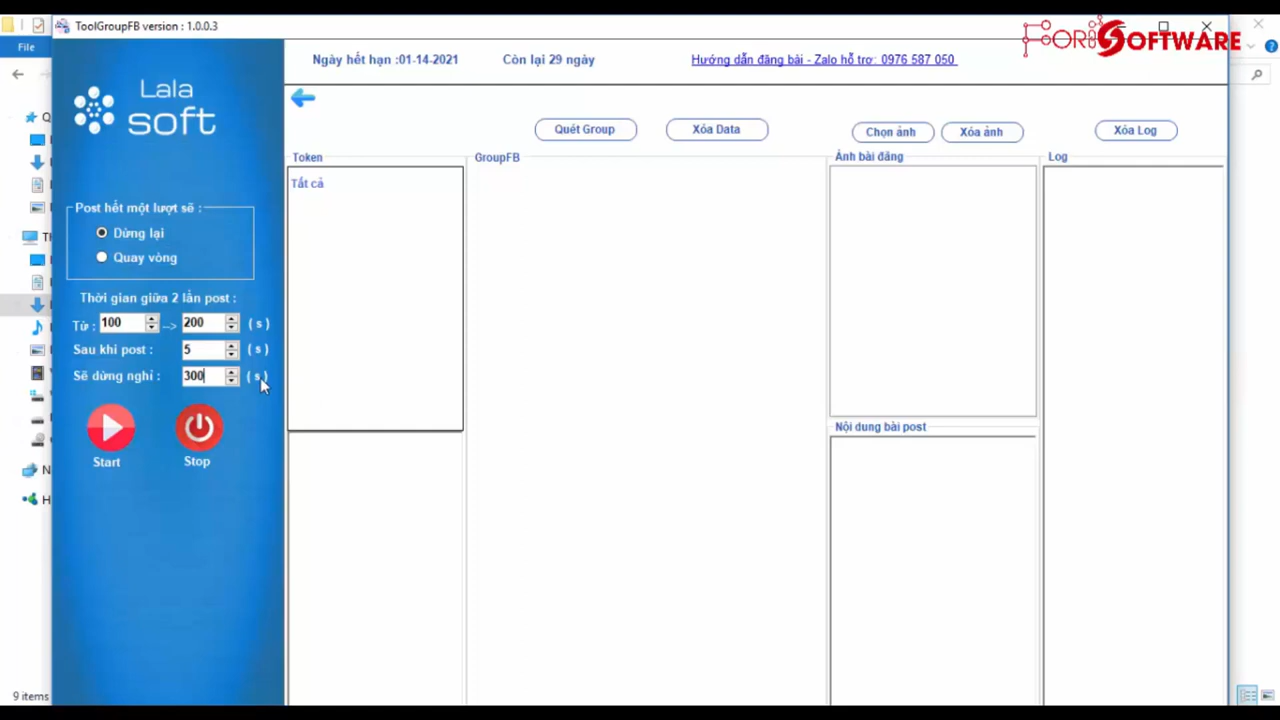 ToolGroupFB version : 1.0.0.3
FORI SOFTWARE
File
Ngày hết hạn :01-14-2021
Còn lại 29 ngày
Hướng dẫn đăng bài - Zalo hỗ trợ: 0976 587 050
Lala
soft
Quét Group
Xóa Data
Chọn ảnh
Xóa ảnh
Xóa Log
Token
GroupFB
Ảnh bài đăng
Log
Tất cả
Post hết một lượt sẽ :
Dừng lại
Quay vòng
Thời gian giữa 2 lần post :
Từ : 100 --> 200 ( s )
Sau khi post : 5 ( s )
Sẽ dừng nghỉ : 300 ( s )
Nội dung bài post
Start
Stop
9 items